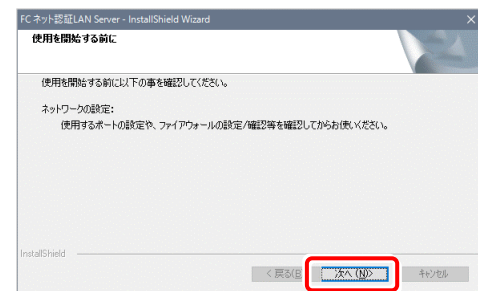 FC ネット認証LAN Server - InstallShield Wizard
使用を開始する前に
使用を開始する前に以下の事を確認してください。
ネットワークの設定:
使用するポートの設定や、ファイアウォールの設定/確認等を確認してからお使いください。
InstallShield
< 戻る(B 次へ (N)> キャンセル